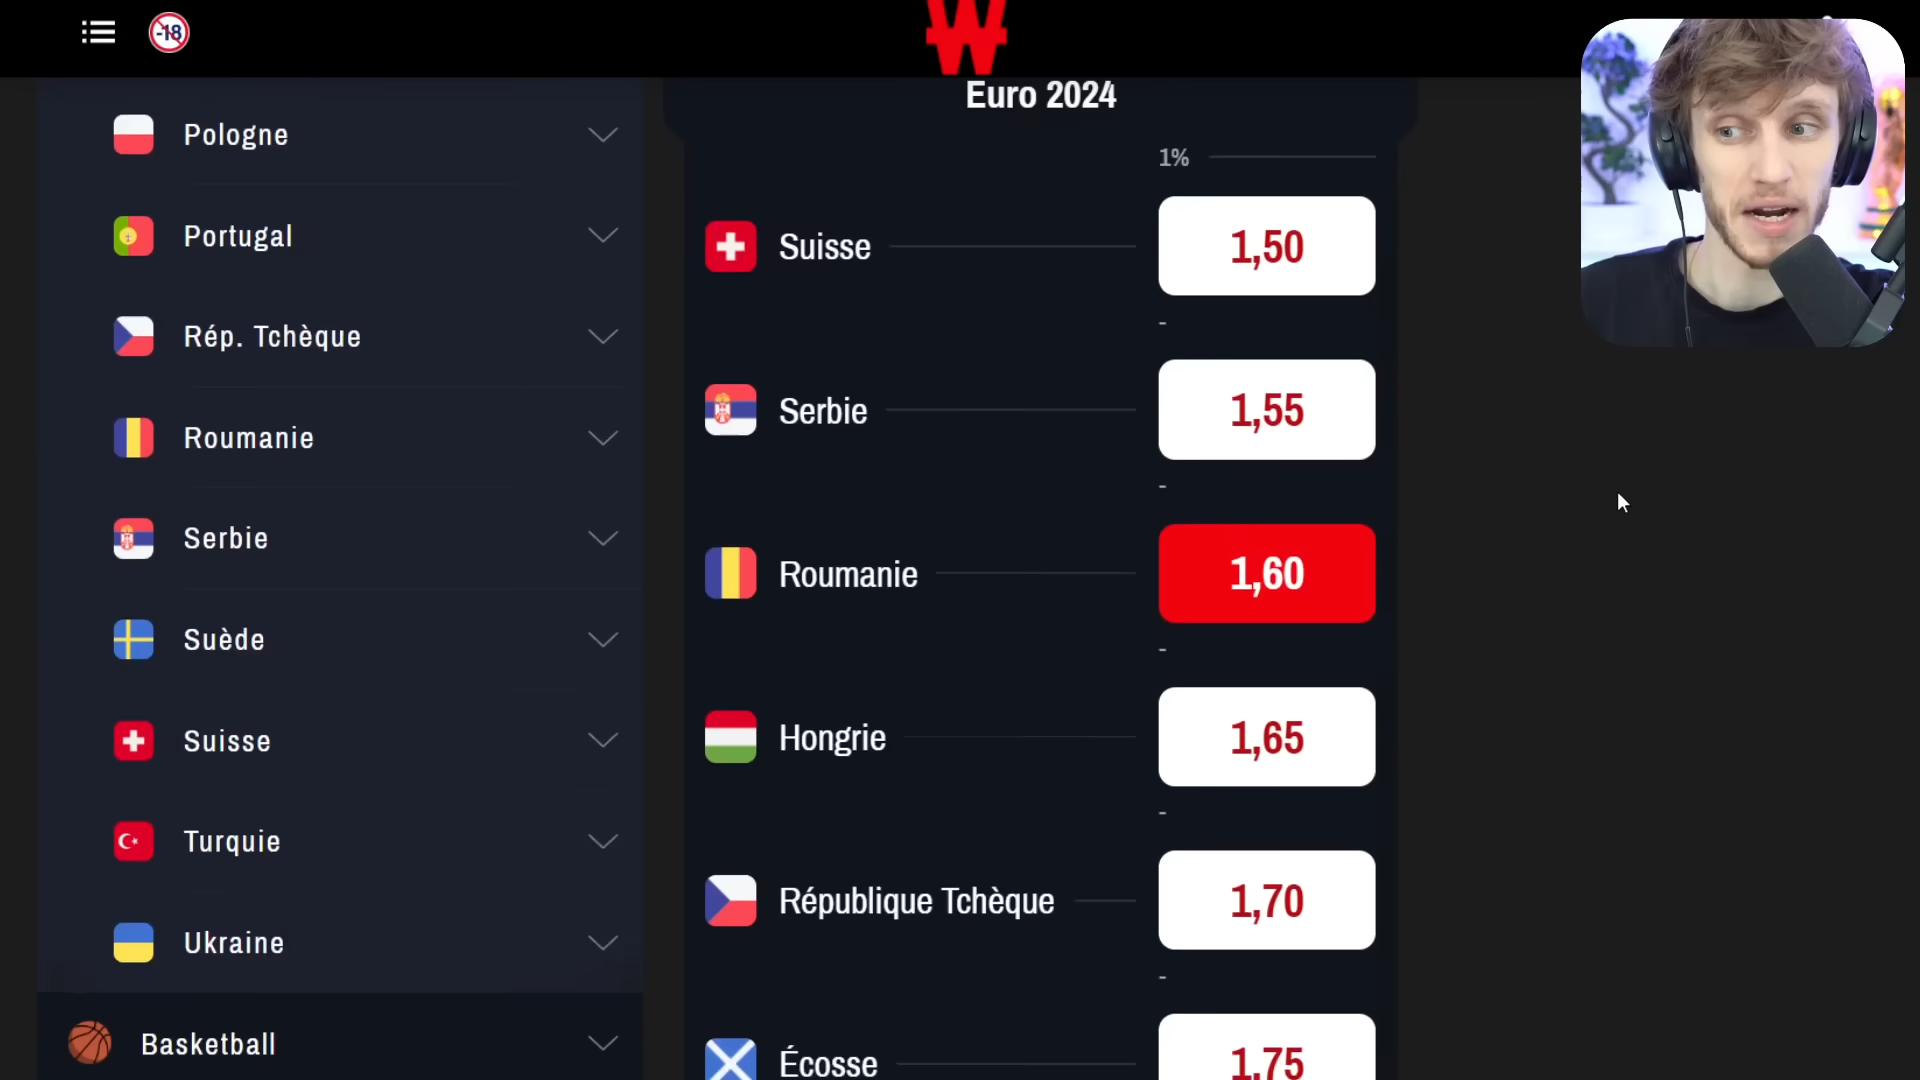 -18
W
Euro 2024
Pologne
Portugal
Rép. Tchèque
Roumanie
Serbie
Suède
Suisse
Turquie
Ukraine
Basketball
1%
Suisse 1,50
-
Serbie 1,55
-
Roumanie 1,60
-
Hongrie 1,65
-
République Tchèque 1,70
-
Écosse 1,75